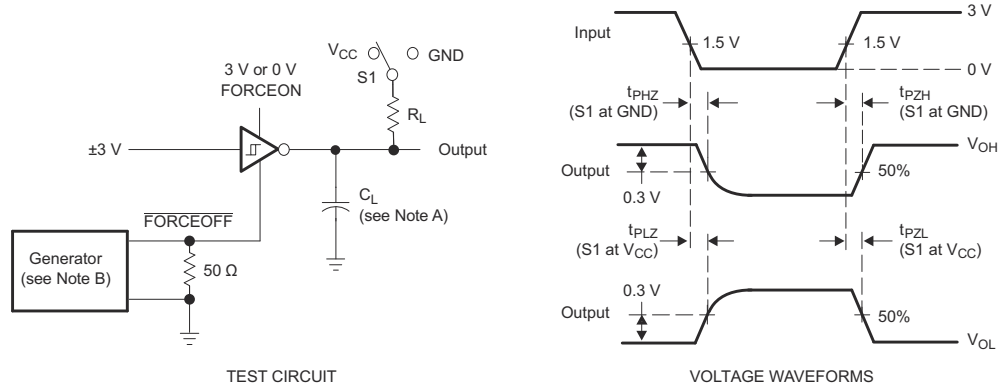 V_CC
GND
S1
3 V or 0 V
FORCEON
R_L
±3 V
Output
C_L
(see Note A)
FORCEOFF
Generator
(see Note B)
50 Ω
TEST CIRCUIT
Input
3 V
1.5 V
1.5 V
0 V
t_PHZ
(S1 at GND)
t_PZH
(S1 at GND)
V_OH
Output
0.3 V
50%
t_PLZ
(S1 at V_CC)
t_PZL
(S1 at V_CC)
0.3 V
Output
50%
V_OL
VOLTAGE WAVEFORMS